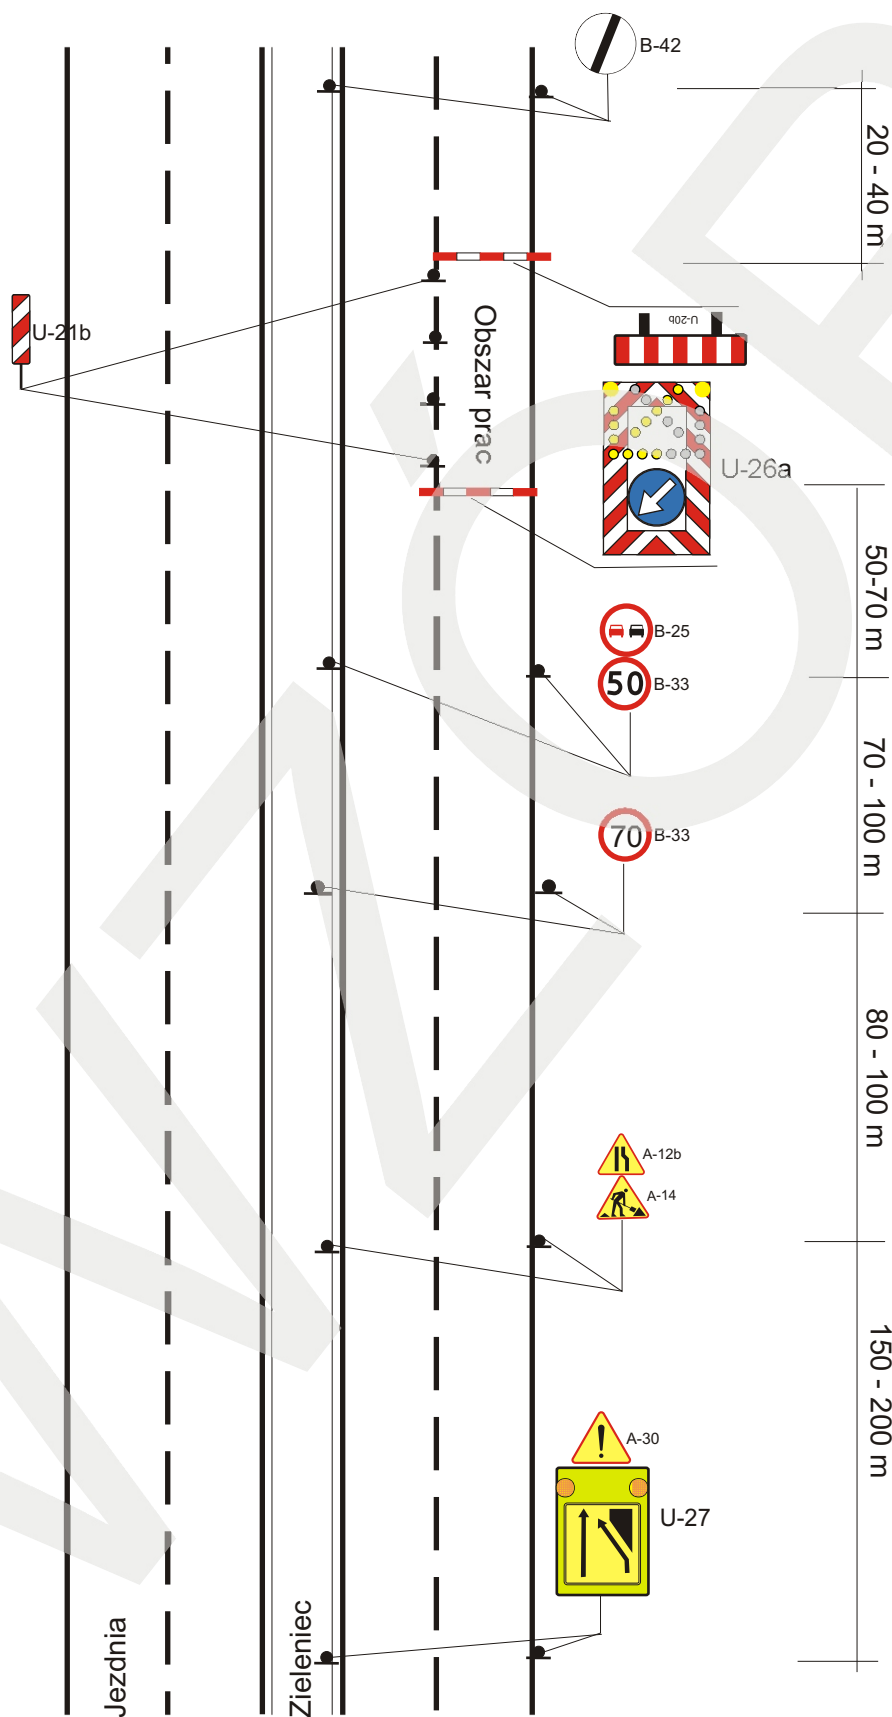 B-42
20 - 40 m
U-21b
U-20b
Obszar prac
U-26a
50-70 m
B-25
50
B-33
70 - 100 m
70
B-33
80 - 100 m
A-12b
A-14
150 - 200 m
A-30
U-27
Jezdnia
Zieleniec
WZÓR